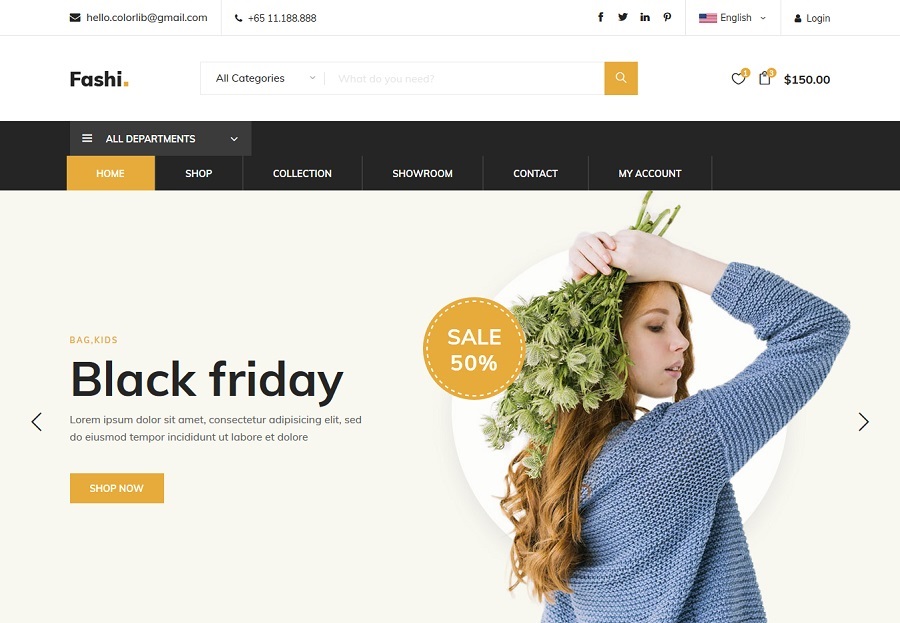 hello.colorlib@gmail.com
+65 11.188.888
English
Login
Fashi.
All Categories
What do you need?
1
3
$150.00
ALL DEPARTMENTS
HOME
SHOP
COLLECTION
SHOWROOM
CONTACT
MY ACCOUNT
BAG,KIDS
Black friday
Lorem ipsum dolor sit amet, consectetur adipisicing elit, sed
do eiusmod tempor incididunt ut labore et dolore
SHOP NOW
SALE
50%